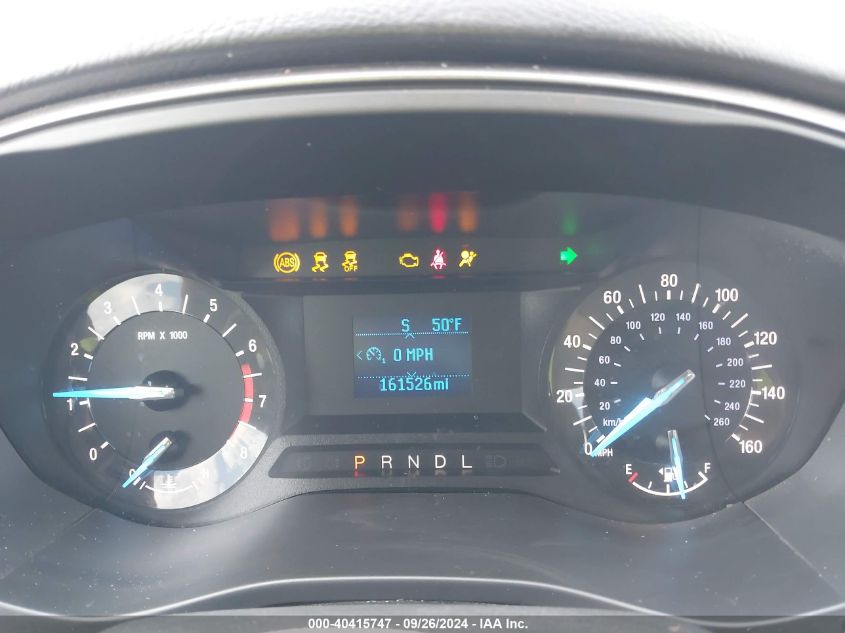 ABS
OFF
0 1 2 3 4 5 6 7 8
RPM X 1000
S 50°F
0 MPH
161526mi
0 20 40 60 80 100 120 140 160
20 40 60 80 100 120 140 160 180 200 220 240 260
km/h
MPH
P R N D L
E F
000-40415747 - 09/26/2024 - IAA Inc.